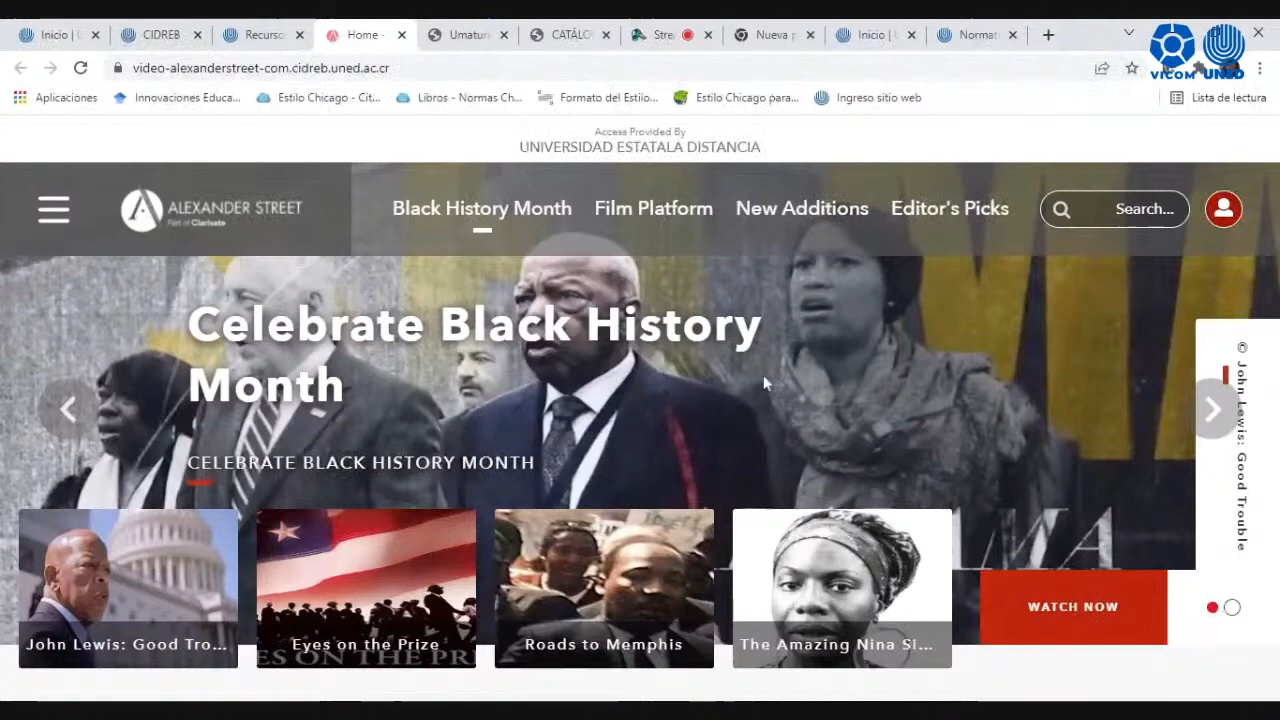 Inicio | U
CIDREB
Recurso
Home -
Umatur
CATÁLO
Stre
Nueva p
Inicio | U
Normat
VICOM UNED
video-alexanderstreet-com.cidreb.uned.ac.cr
Aplicaciones
Innovaciones Educa...
Estilo Chicago - Cit...
Libros - Normas Ch...
Formato del Estilo...
Estilo Chicago para...
Ingreso sitio web
Lista de lectura
Access Provided By
UNIVERSIDAD ESTATALA DISTANCIA
ALEXANDER STREET
Part of Clarivate
Black History Month
Film Platform
New Additions
Editor's Picks
Search...
Celebrate Black History
Month
CELEBRATE BLACK HISTORY MONTH
© John Lewis: Good Trouble
John Lewis: Good Tro...
Eyes on the Prize
Roads to Memphis
The Amazing Nina Si...
WATCH NOW